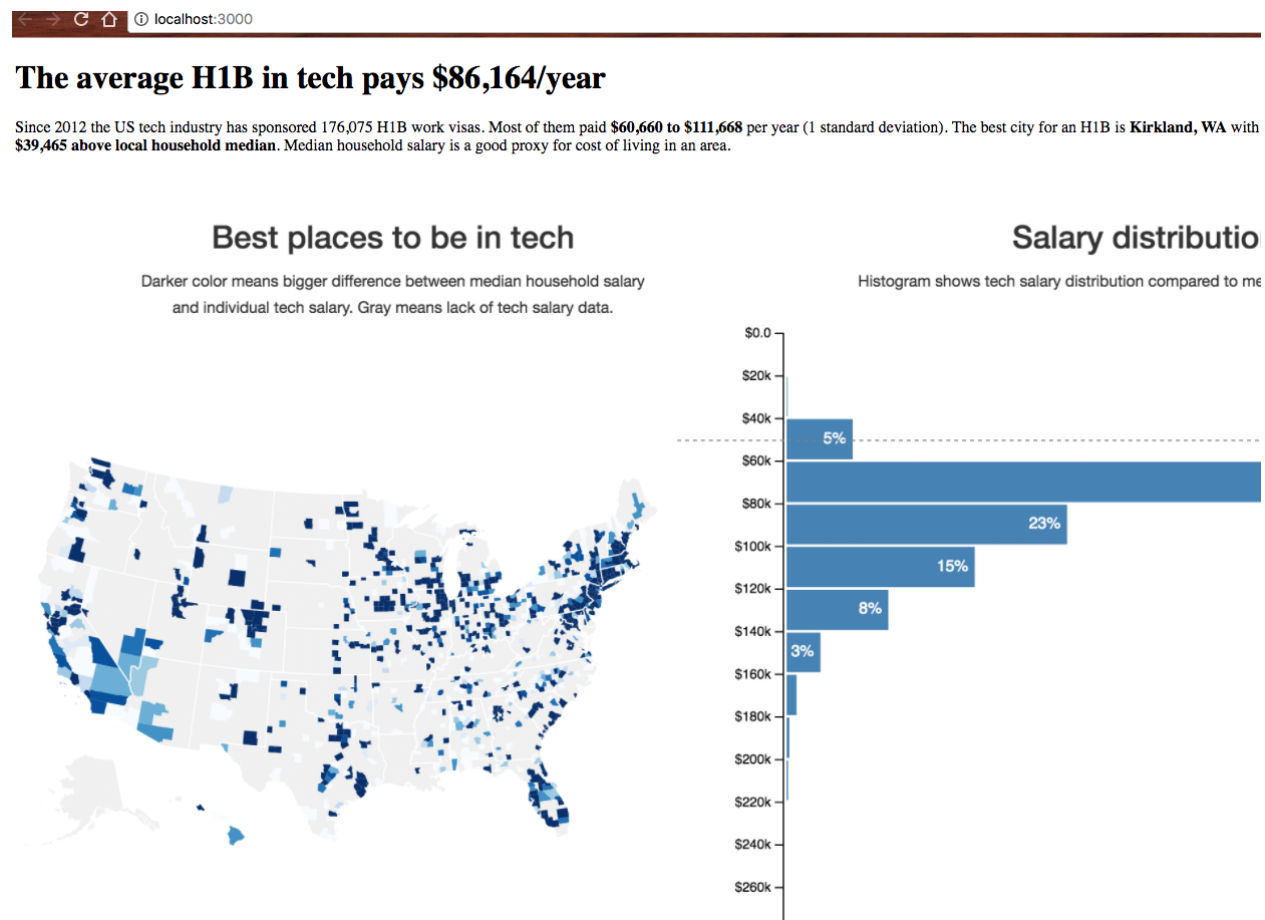 localhost:3000
The average H1B in tech pays $86,164/year
Since 2012 the US tech industry has sponsored 176,075 H1B work visas. Most of them paid $60,660 to $111,668 per year (1 standard deviation). The best city for an H1B is Kirkland, WA with
$39,465 above local household median. Median household salary is a good proxy for cost of living in an area.
Best places to be in tech
Darker color means bigger difference between median household salary
and individual tech salary. Gray means lack of tech salary data.
Salary distributio
Histogram shows tech salary distribution compared to me
$0.0
$20k
$40k
5%
$60k
$80k
23%
$100k
15%
$120k
8%
$140k
3%
$160k
$180k
$200k
$220k
$240k
$260k